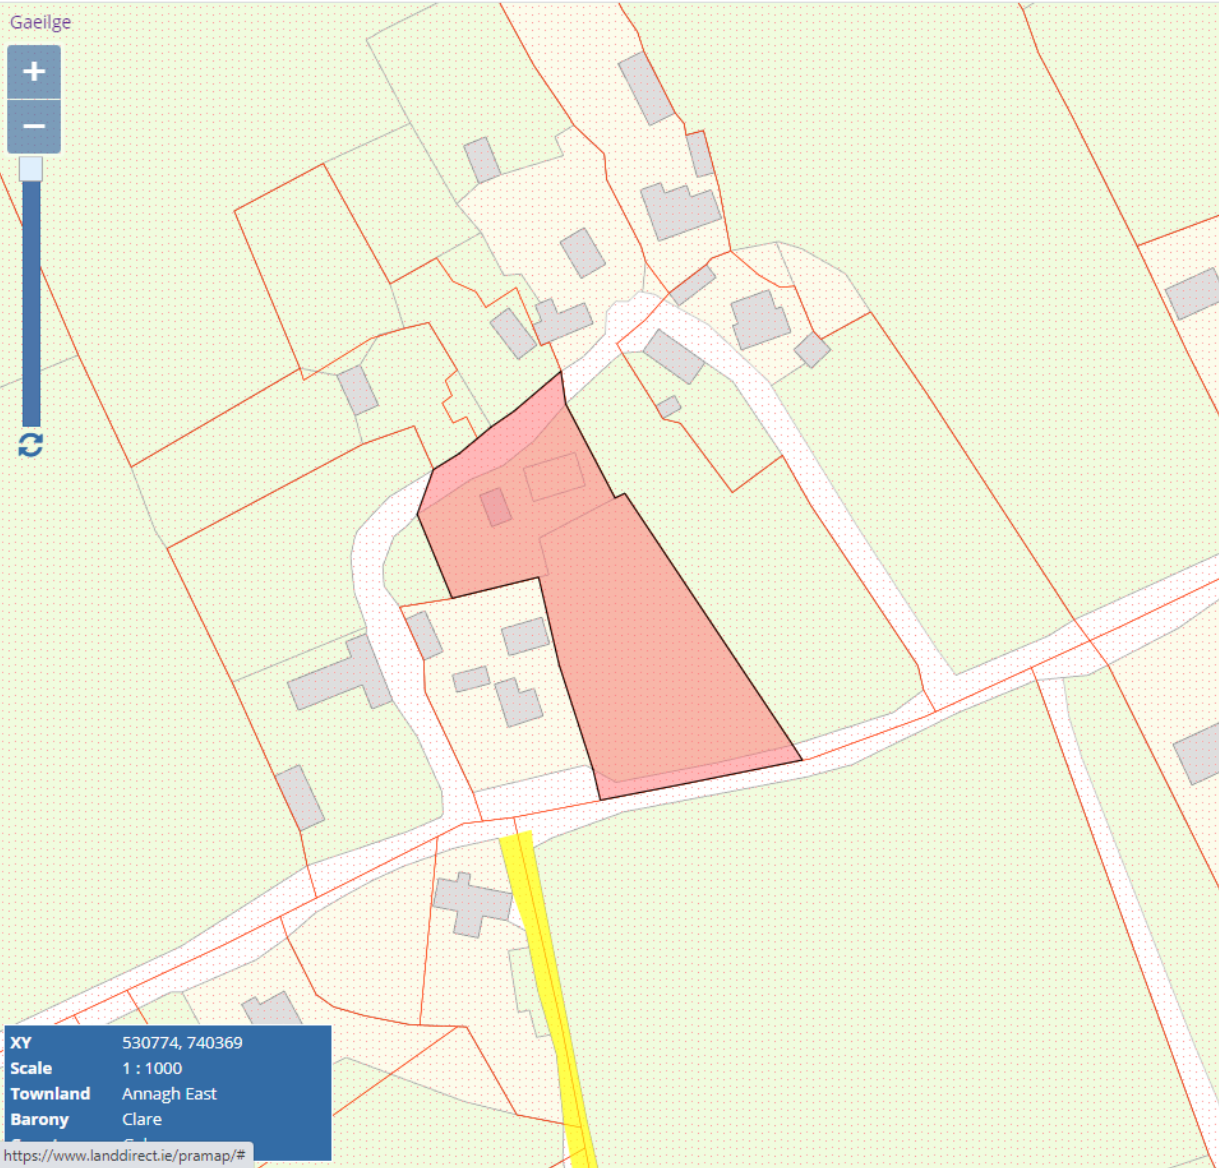 Gaeilge
+
−
XY 530774, 740369
Scale 1 : 1000
Townland Annagh East
Barony Clare
https://www.landdirect.ie/pramap/#